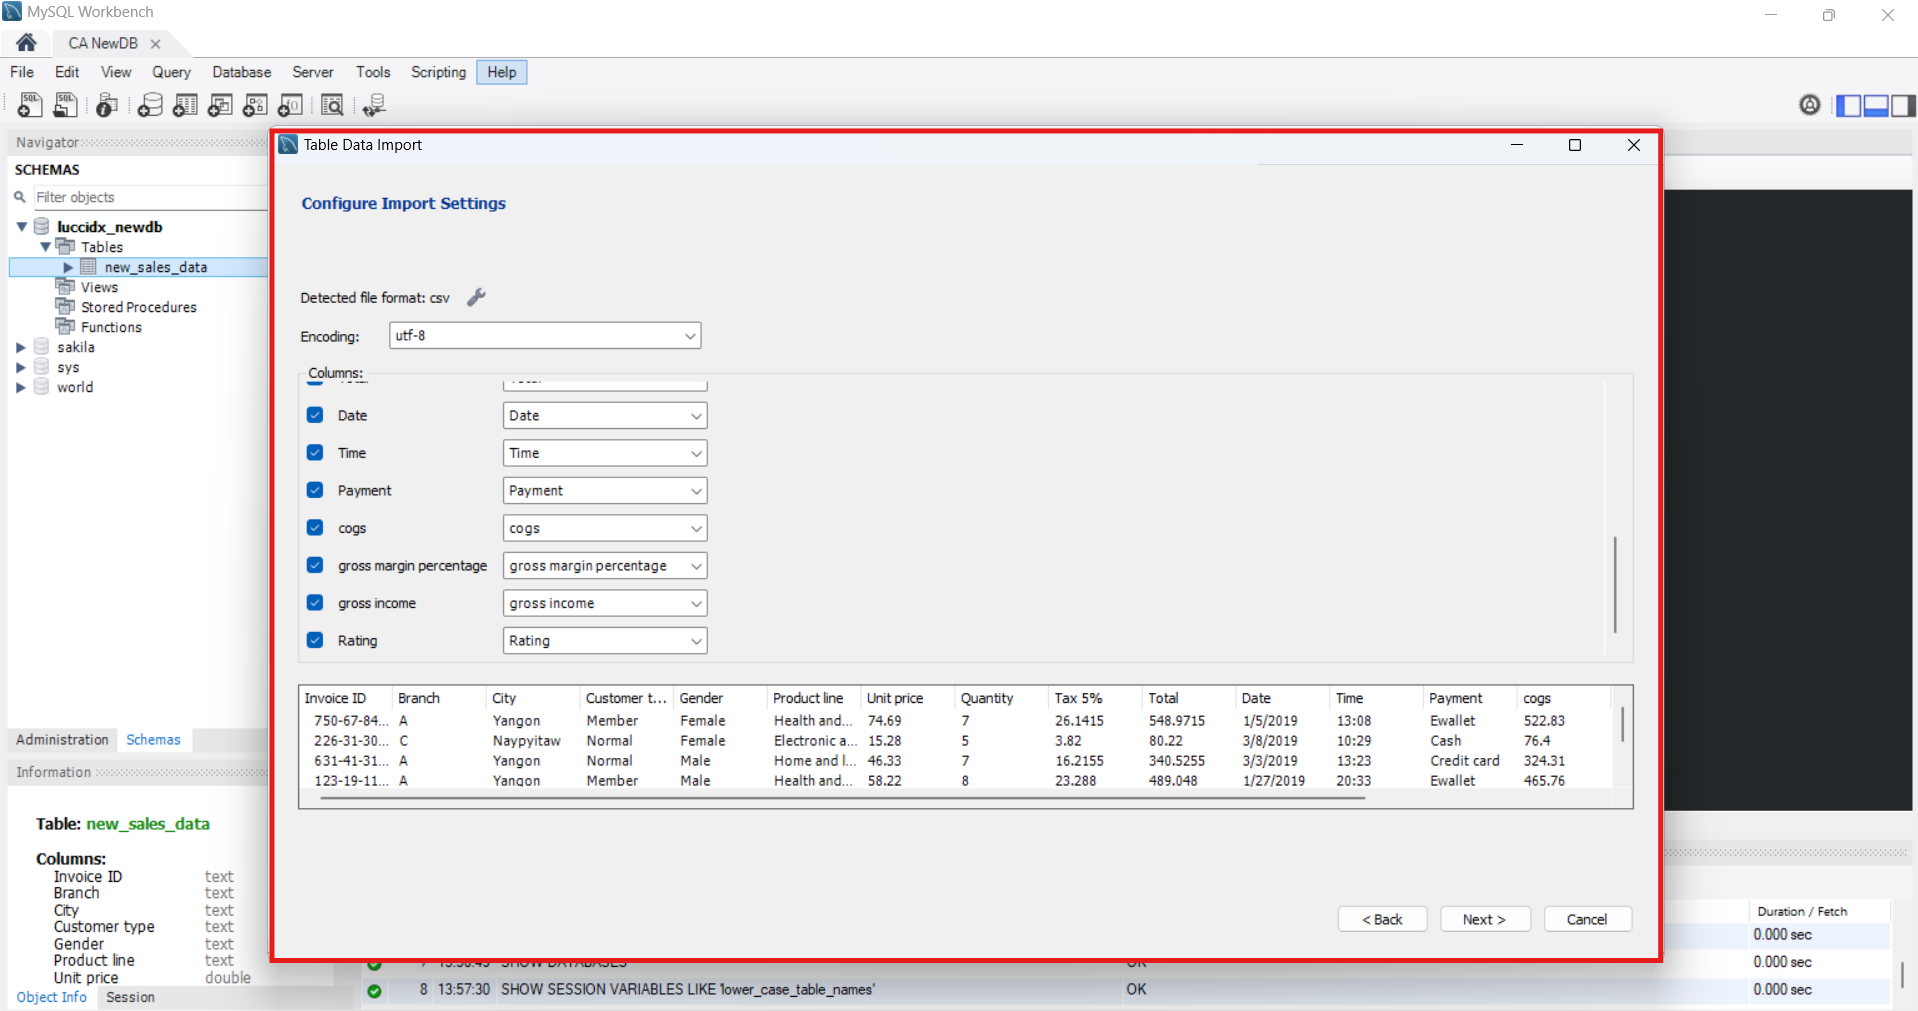 MySQL Workbench
CA NewDB
File Edit View Query Database Server Tools Scripting Help
Navigator
SCHEMAS
Filter objects
luccidx_newdb
Tables
new_sales_data
Views
Stored Procedures
Functions
sakila
sys
world
Administration Schemas
Information
Table: new_sales_data
Columns:
Invoice ID text
Branch text
City text
Customer type text
Gender text
Product line text
Unit price double
Object Info Session
Table Data Import
Configure Import Settings
Detected file format: csv
Encoding: utf-8
Columns:
Date Date
Time Time
Payment Payment
cogs cogs
gross margin percentage gross margin percentage
gross income gross income
Rating Rating
Invoice ID Branch City Customer t... Gender Product line Unit price Quantity Tax 5% Total Date Time Payment cogs
750-67-84... A Yangon Member Female Health and... 74.69 7 26.1415 548.9715 1/5/2019 13:08 Ewallet 522.83
226-31-30... C Naypyitaw Normal Female Electronic a... 15.28 5 3.82 80.22 3/8/2019 10:29 Cash 76.4
631-41-31... A Yangon Normal Male Home and l... 46.33 7 16.2155 340.5255 3/3/2019 13:23 Credit card 324.31
123-19-11... A Yangon Member Male Health and... 58.22 8 23.288 489.048 1/27/2019 20:33 Ewallet 465.76
< Back Next > Cancel
Duration / Fetch
0.000 sec
SHOW DATABASES OK 0.000 sec
8 13:57:30 SHOW SESSION VARIABLES LIKE 'lower_case_table_names' OK 0.000 sec